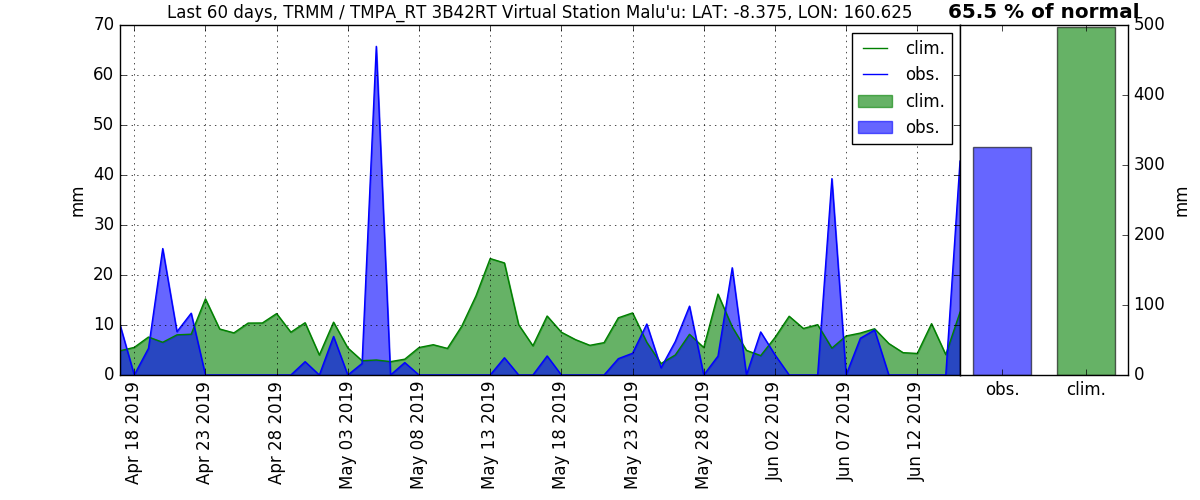 Last 60 days, TRMM / TMPA_RT 3B42RT Virtual Station Malu'u: LAT: -8.375, LON: 160.625
65.5 % of normal
70
60
50
40
30
20
10
0
mm
clim.
obs.
clim.
obs.
Apr 18 2019
Apr 23 2019
Apr 28 2019
May 03 2019
May 08 2019
May 13 2019
May 18 2019
May 23 2019
May 28 2019
Jun 02 2019
Jun 07 2019
Jun 12 2019
500
400
300
200
100
0
mm
obs.
clim.